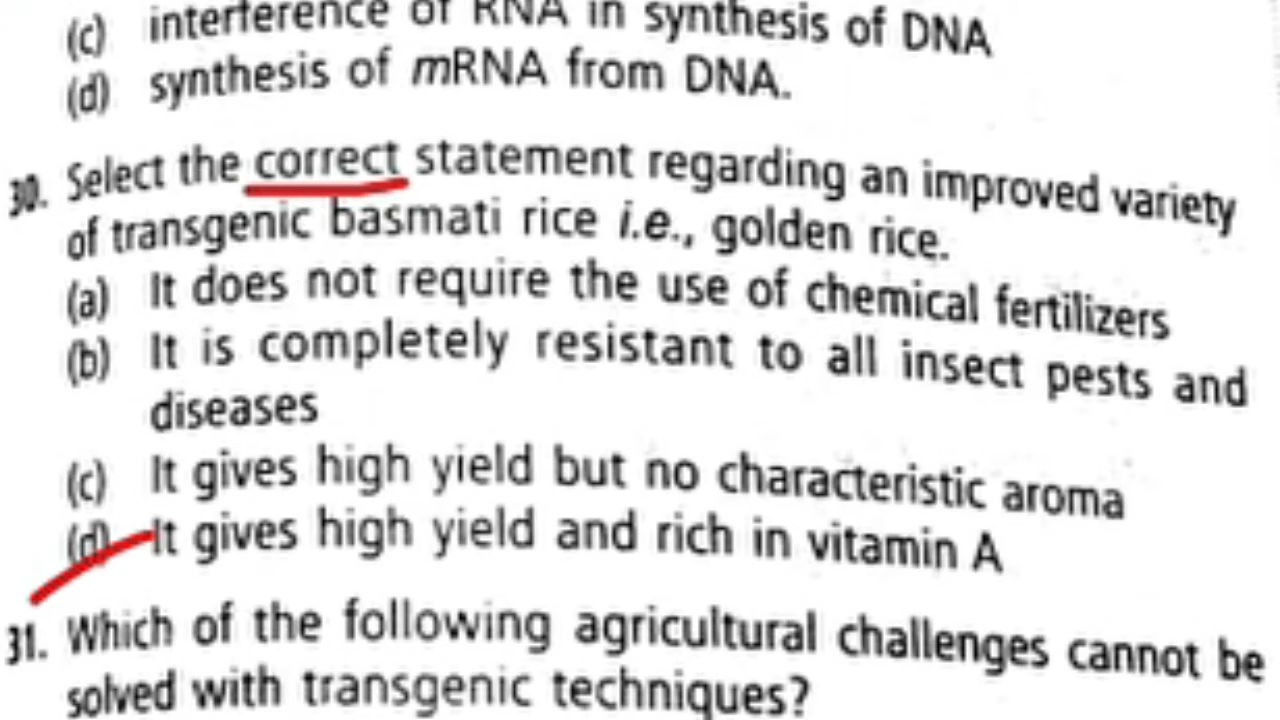 (c) interference of RNA in synthesis of DNA
(d) synthesis of mRNA from DNA.
30. Select the correct statement regarding an improved variety
of transgenic basmati rice i.e., golden rice.
(a) It does not require the use of chemical fertilizers
(b) It is completely resistant to all insect pests and
diseases
(c) It gives high yield but no characteristic aroma
(d) It gives high yield and rich in vitamin A
31. Which of the following agricultural challenges cannot be
solved with transgenic techniques?